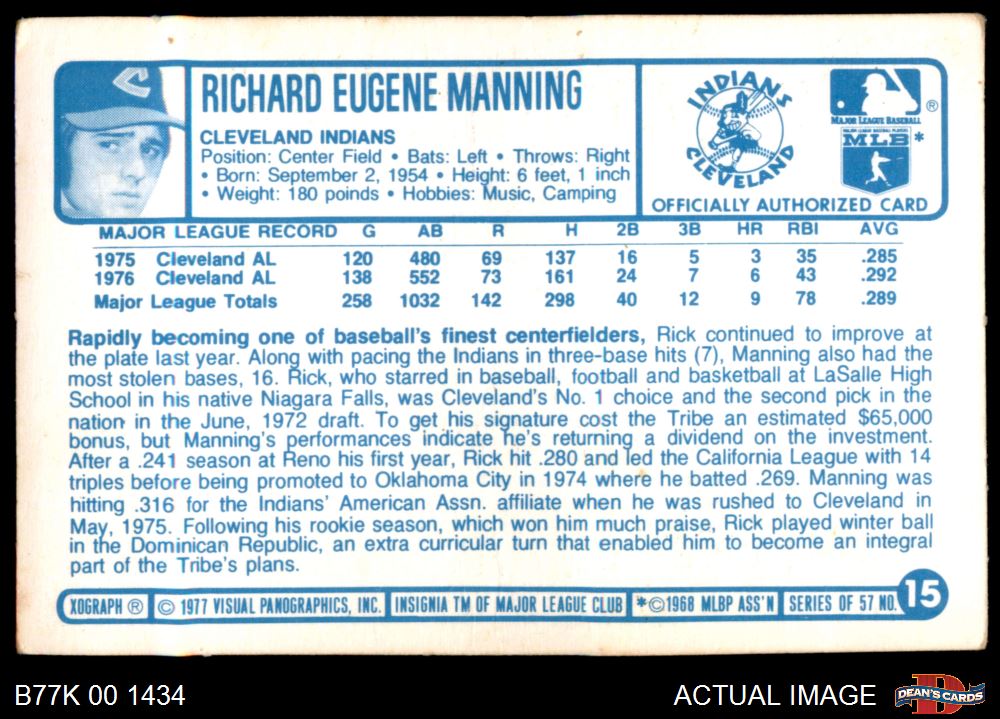 C
RICHARD EUGENE MANNING
CLEVELAND INDIANS
Position: Center Field • Bats: Left • Throws: Right
• Born: September 2, 1954 • Height: 6 feet, 1 inch
• Weight: 180 poinds • Hobbies: Music, Camping
INDIANS
CLEVELAND
MAJOR LEAGUE BASEBALL ®
MAJOR LEAGUE BASEBALL PLAYERS
MLB *
OFFICIALLY AUTHORIZED CARD
MAJOR LEAGUE RECORD G AB R H 2B 3B HR RBI AVG
1975 Cleveland AL 120 480 69 137 16 5 3 35 .285
1976 Cleveland AL 138 552 73 161 24 7 6 43 .292
Major League Totals 258 1032 142 298 40 12 9 78 .289
Rapidly becoming one of baseball's finest centerfielders, Rick continued to improve at
the plate last year. Along with pacing the Indians in three-base hits (7), Manning also had the
most stolen bases, 16. Rick, who starred in baseball, football and basketball at LaSalle High
School in his native Niagara Falls, was Cleveland's No. 1 choice and the second pick in the
nation in the June, 1972 draft. To get his signature cost the Tribe an estimated $65,000
bonus, but Manning's performances indicate he's returning a dividend on the investment.
After a .241 season at Reno his first year, Rick hit .280 and led the California League with 14
triples before being promoted to Oklahoma City in 1974 where he batted .269. Manning was
hitting .316 for the Indians' American Assn. affiliate when he was rushed to Cleveland in
May, 1975. Following his rookie season, which won him much praise, Rick played winter ball
in the Dominican Republic, an extra curricular turn that enabled him to become an integral
part of the Tribe's plans.
XOGRAPH ® © 1977 VISUAL PANOGRAPHICS, INC. INSIGNIA TM OF MAJOR LEAGUE CLUB *©1968 MLBP ASS'N SERIES OF 57 NO. 15
B77K 00 1434
ACTUAL IMAGE
D
DEAN'S CARDS